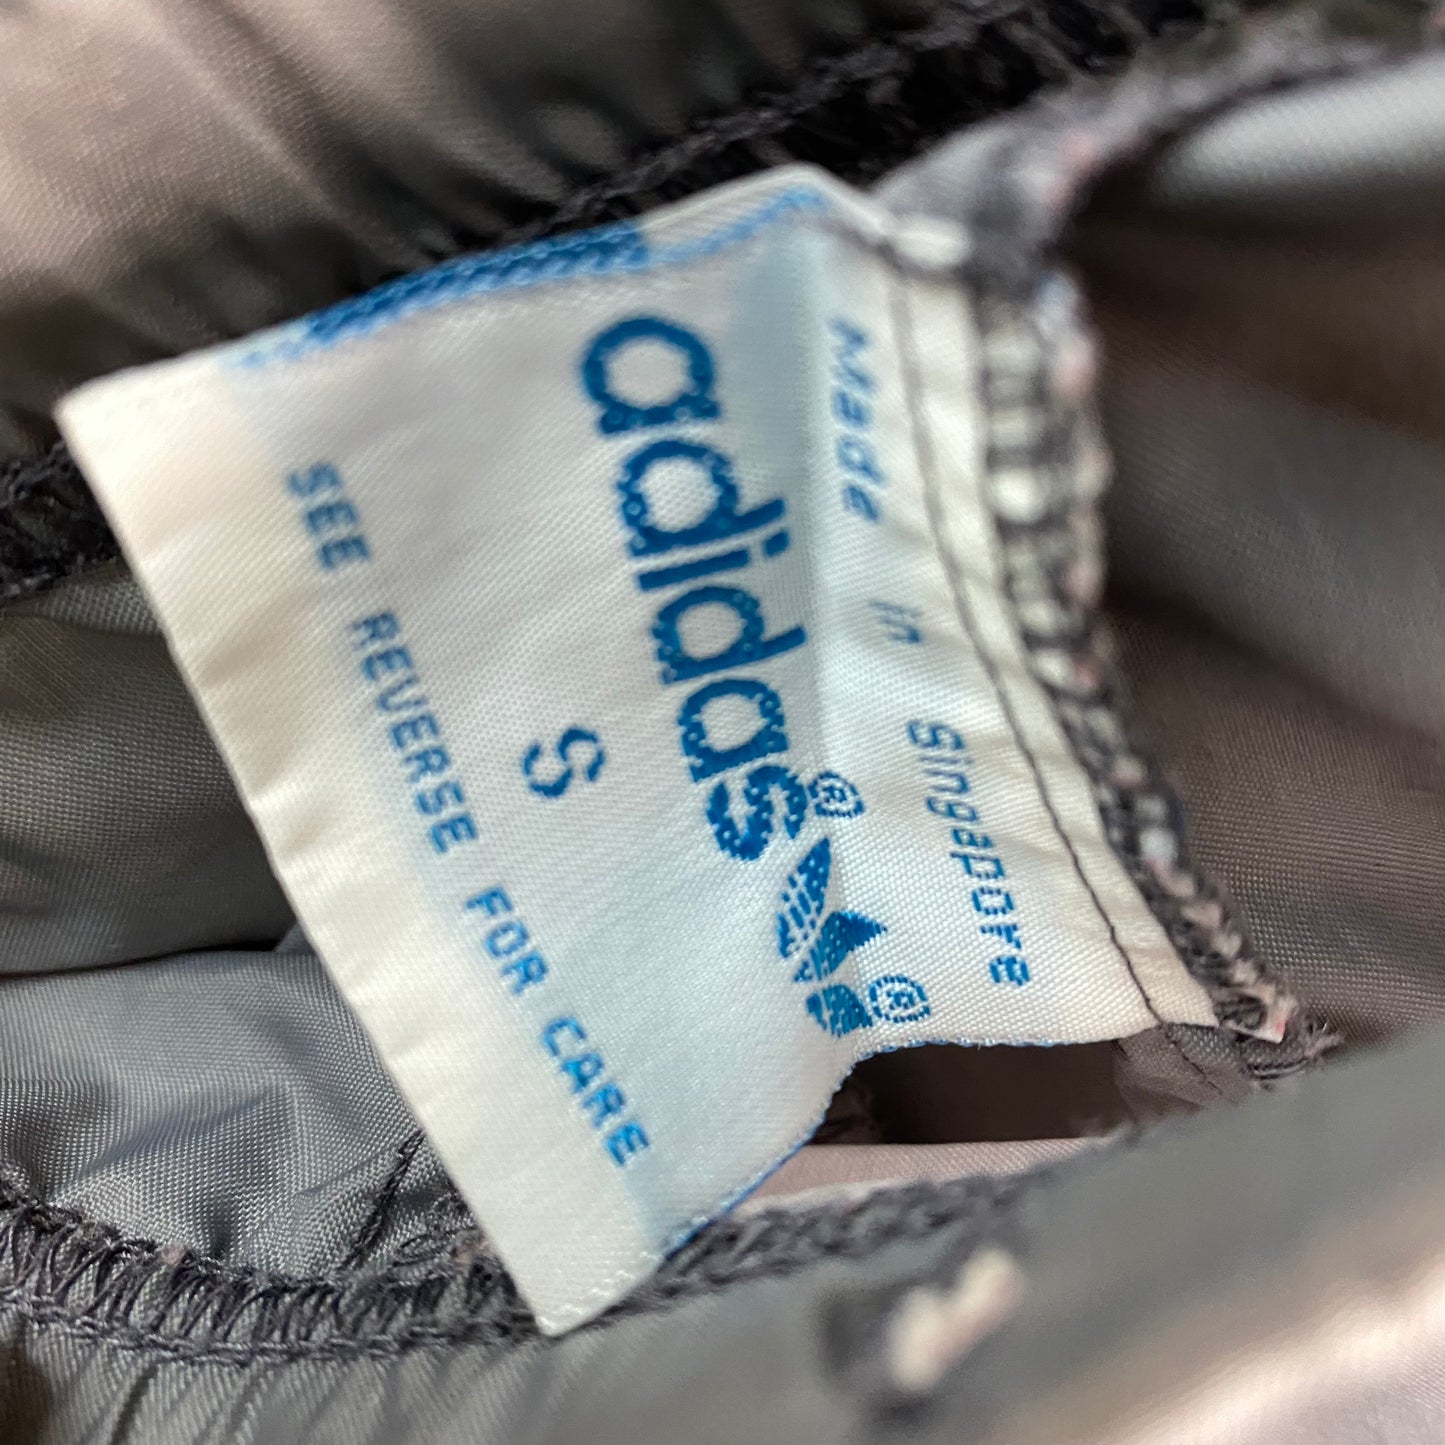 Made in Singapore
adidas®
®
S
SEE REVERSE FOR CARE